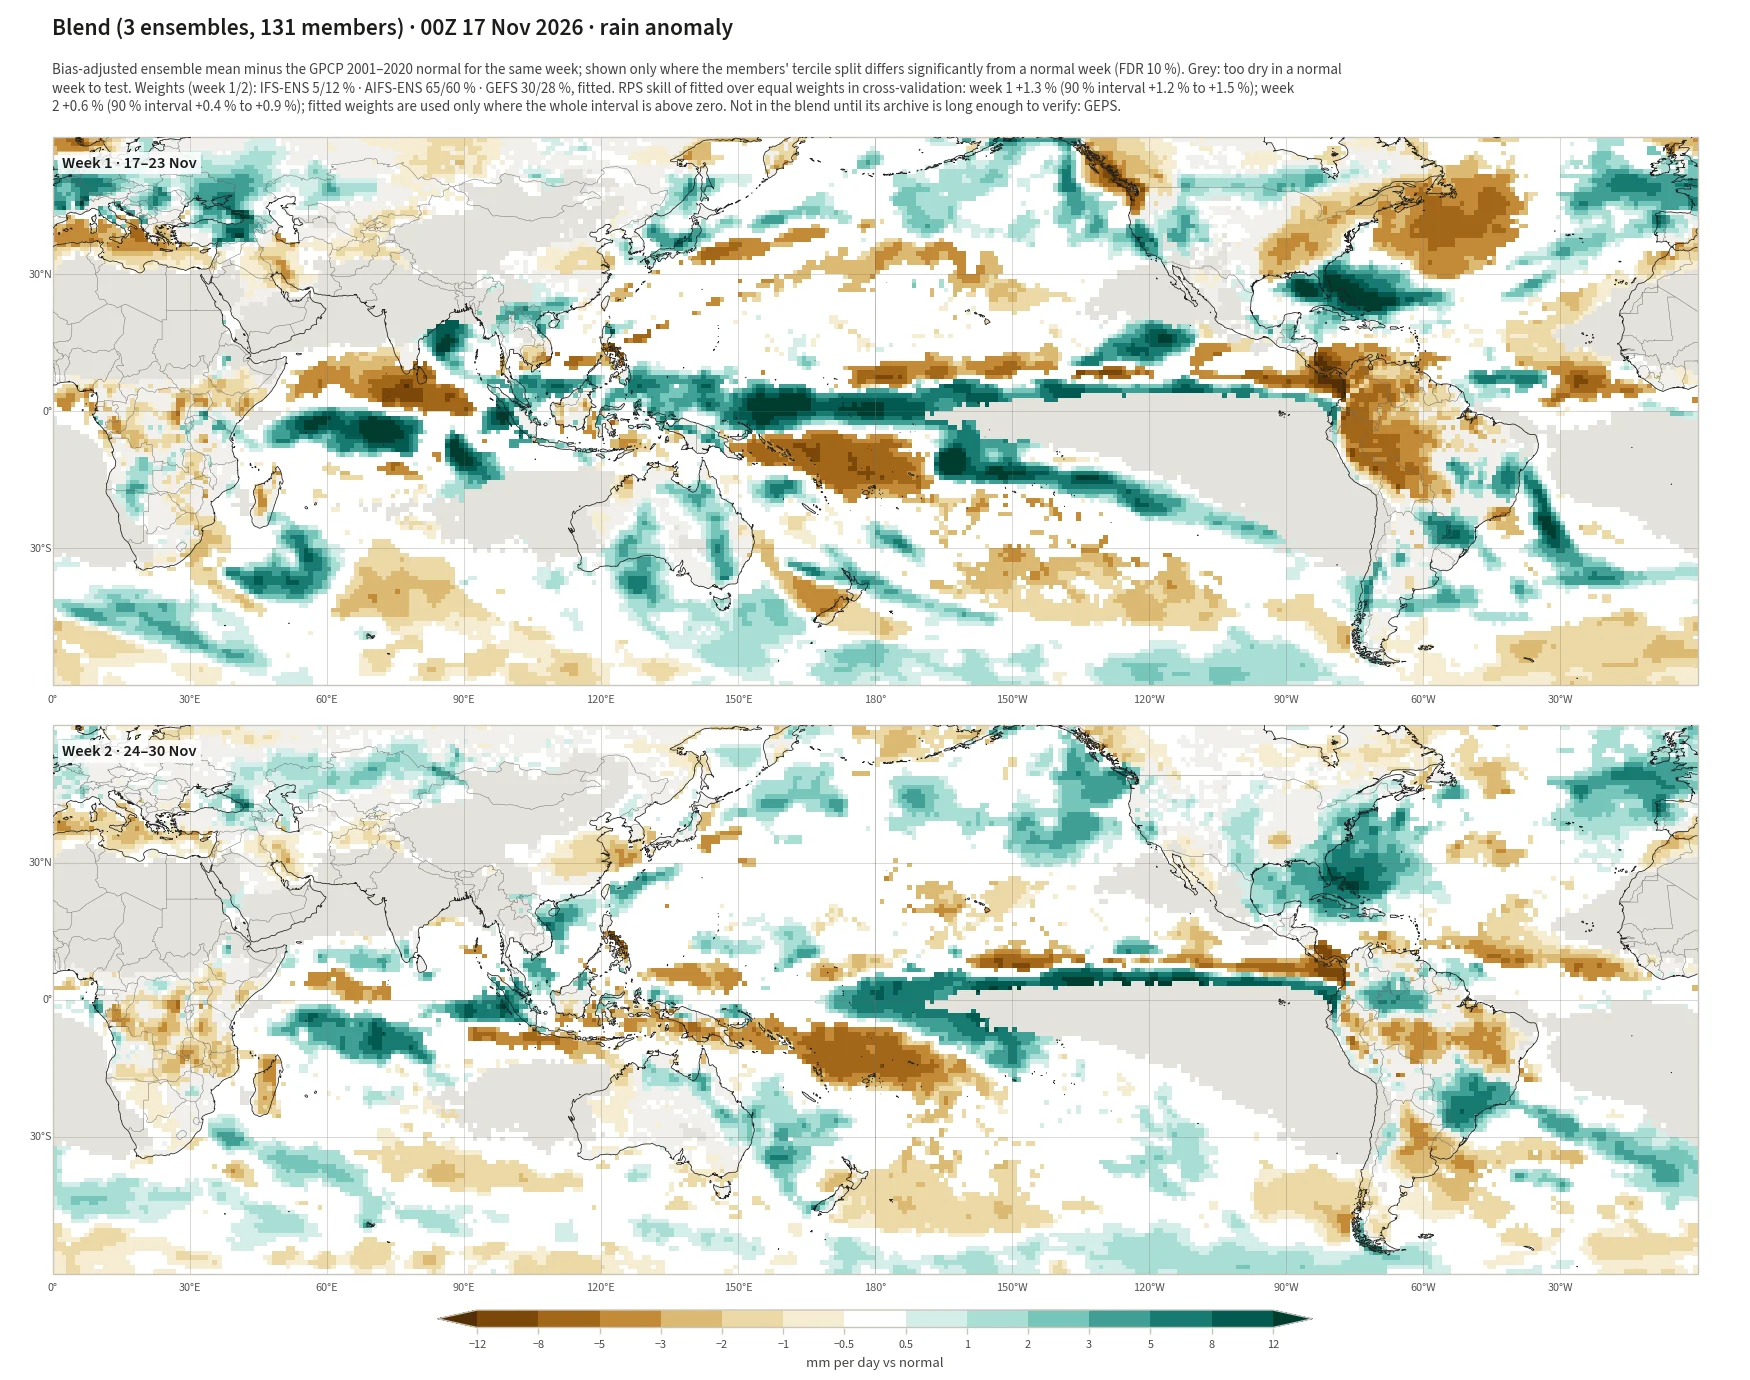 Blend (3 ensembles, 131 members) · 00Z 17 Nov 2026 · rain anomaly
Bias-adjusted ensemble mean minus the GPCP 2001–2020 normal for the same week; shown only where the members' tercile split differs significantly from a normal week (FDR 10 %). Grey: too dry in a normal
week to test. Weights (week 1/2): IFS-ENS 5/12 % · AIFS-ENS 65/60 % · GEFS 30/28 %, fitted. RPS skill of fitted over equal weights in cross-validation: week 1 +1.3 % (90 % interval +1.2 % to +1.5 %); week
2 +0.6 % (90 % interval +0.4 % to +0.9 %); fitted weights are used only where the whole interval is above zero. Not in the blend until its archive is long enough to verify: GEPS.
Week 1 · 17–23 Nov
30°N
0°
30°S
0° 30°E 60°E 90°E 120°E 150°E 180° 150°W 120°W 90°W 60°W 30°W
Week 2 · 24–30 Nov
30°N
0°
30°S
0° 30°E 60°E 90°E 120°E 150°E 180° 150°W 120°W 90°W 60°W 30°W
−12 −8 −5 −3 −2 −1 −0.5 0.5 1 2 3 5 8 12
mm per day vs normal